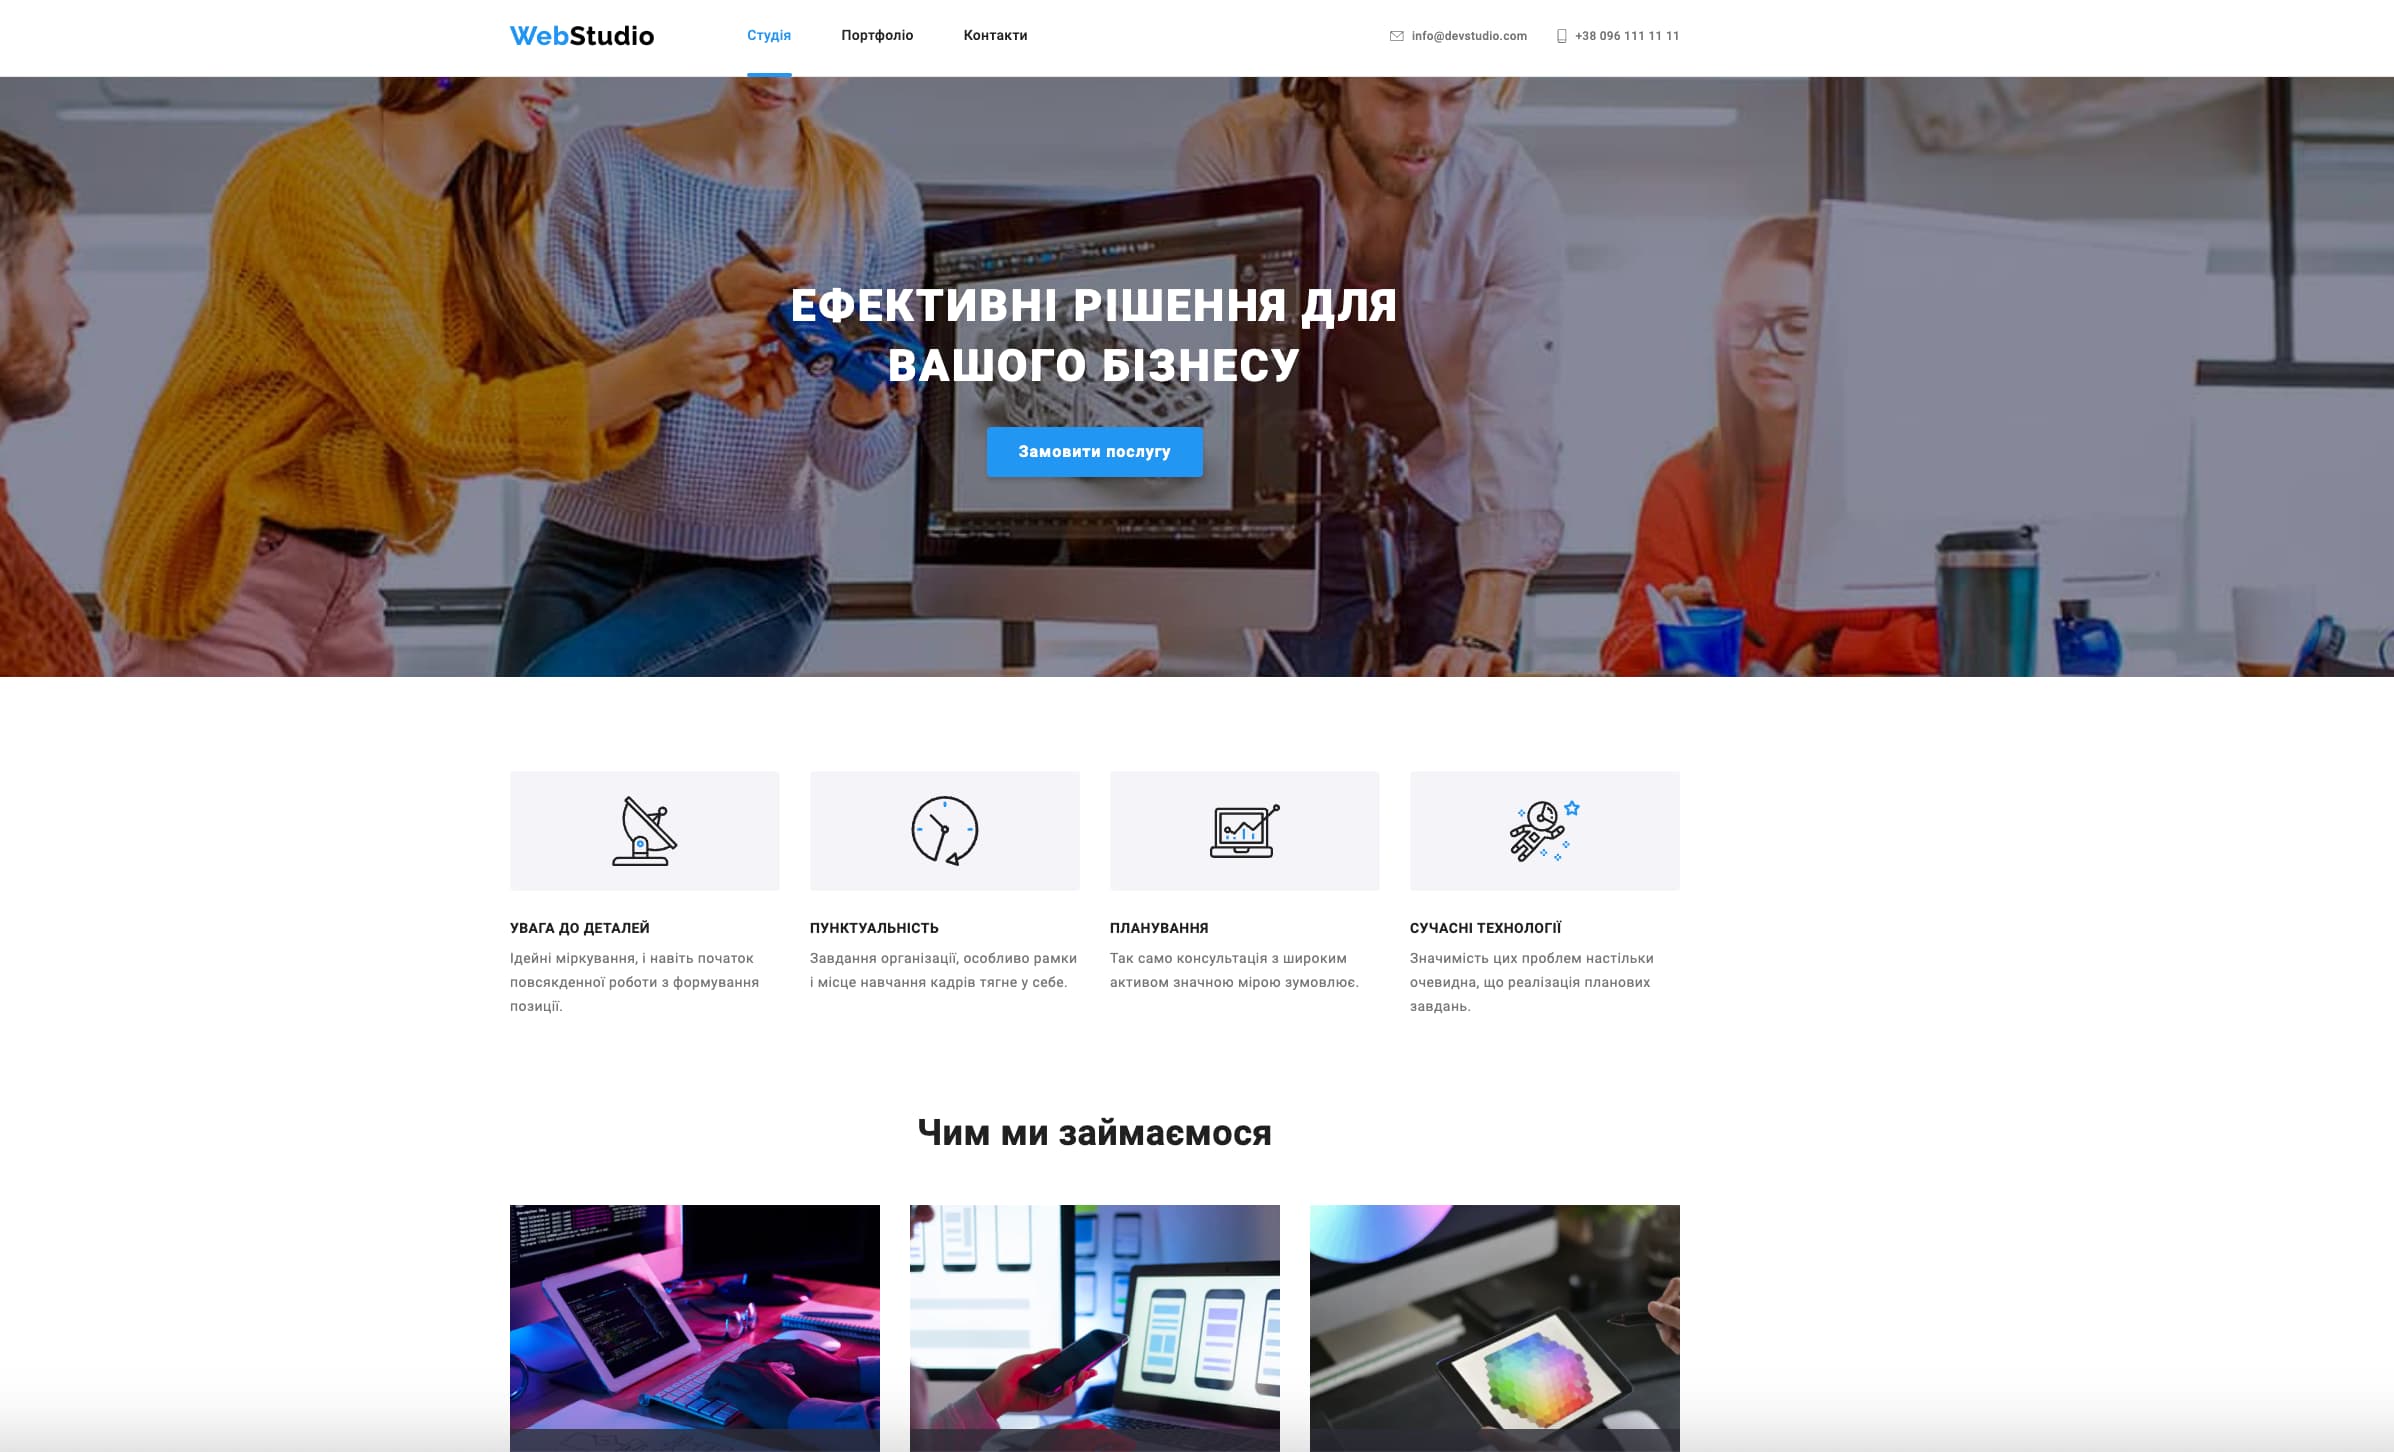 WebStudio Студія Портфоліо Контакти info@devstudio.com +38 096 111 11 11
ЕФЕКТИВНІ РІШЕННЯ ДЛЯ
ВАШОГО БІЗНЕСУ
Замовити послугу
УВАГА ДО ДЕТАЛЕЙ
Ідейні міркування, і навіть початок
повсякденної роботи з формування
позиції.
ПУНКТУАЛЬНІСТЬ
Завдання організації, особливо рамки
і місце навчання кадрів тягне у себе.
ПЛАНУВАННЯ
Так само консультація з широким
активом значною мірою зумовлює.
СУЧАСНІ ТЕХНОЛОГІЇ
Значимість цих проблем настільки
очевидна, що реалізація планових
завдань.
Чим ми займаємося